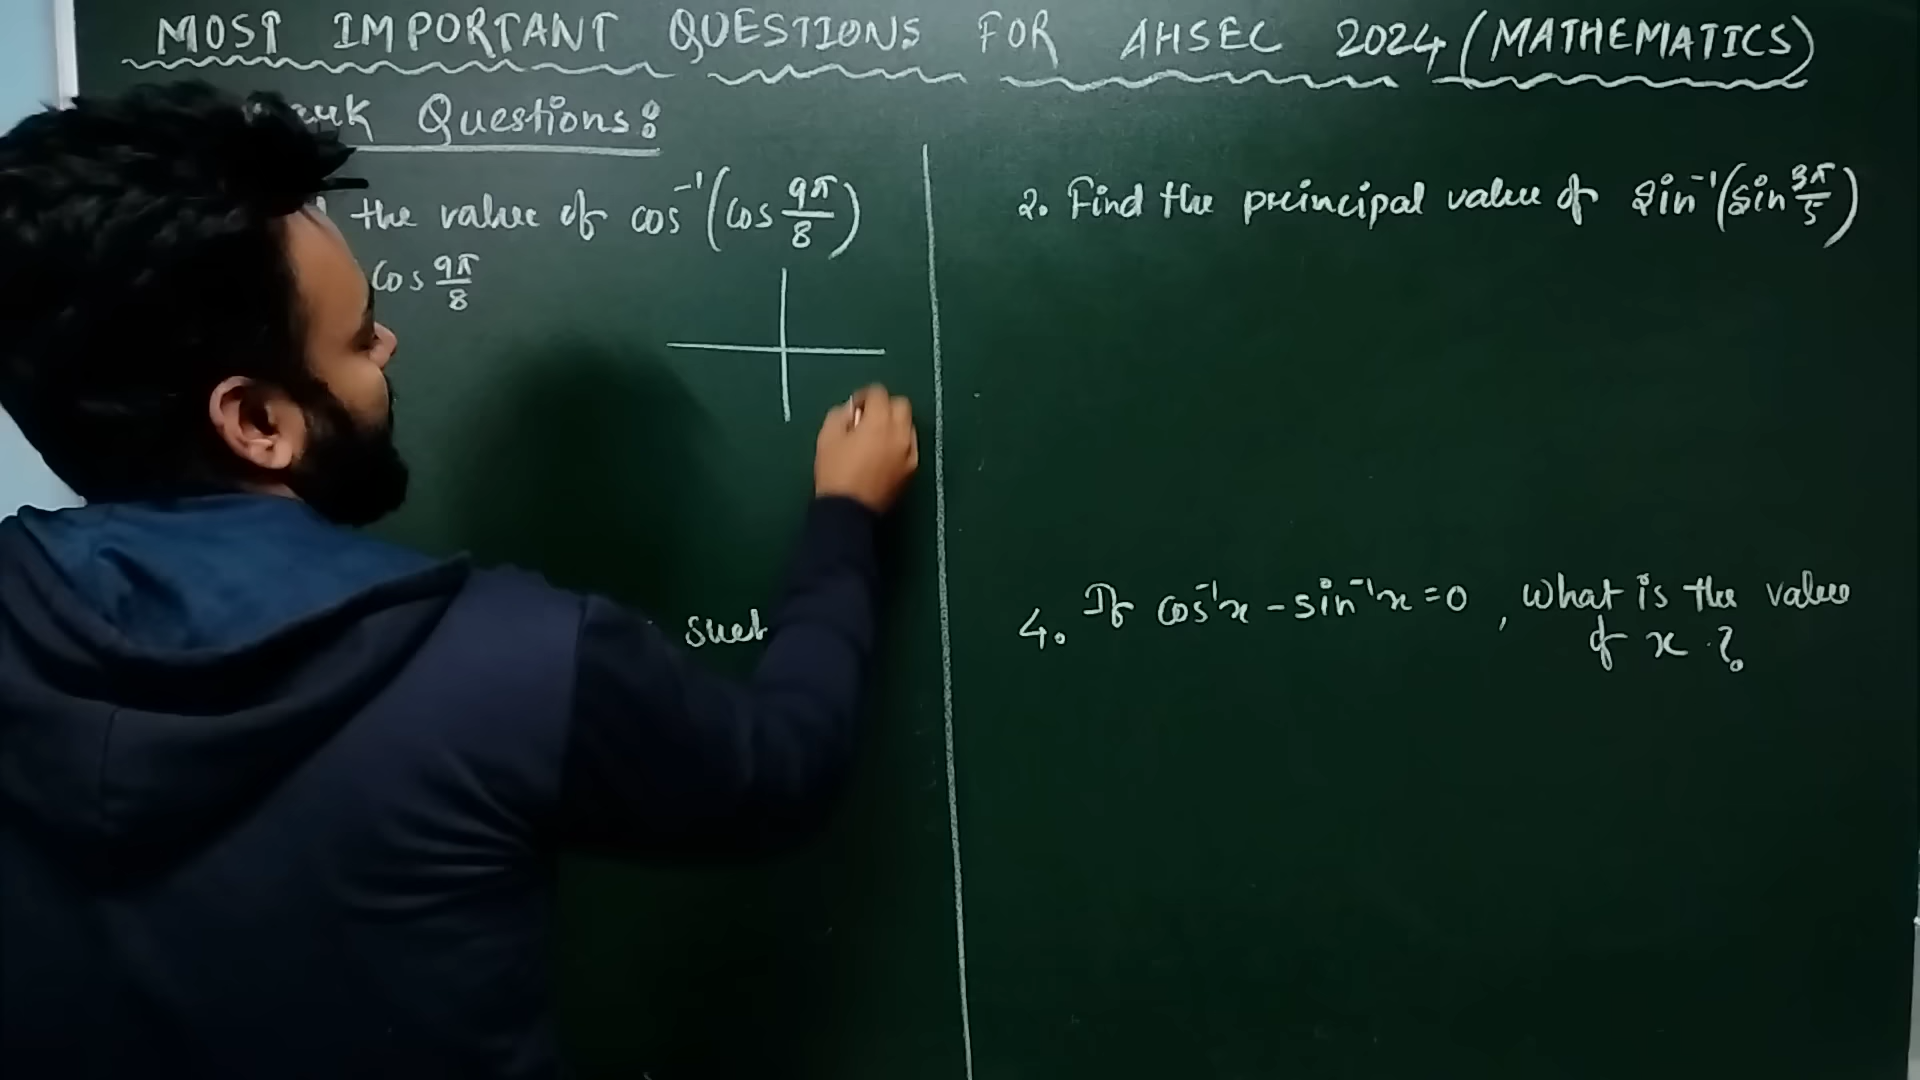 MOST IMPORTANT QUESTIONS FOR AHSEC 2024 (MATHEMATICS)
Questions:
the value of cos⁻¹(cos 9π/8)
cos 9π/8
2. Find the principal value of sin⁻¹(sin 3π/5)
4. If cos⁻¹x - sin⁻¹x = 0, what is the value
of x ?